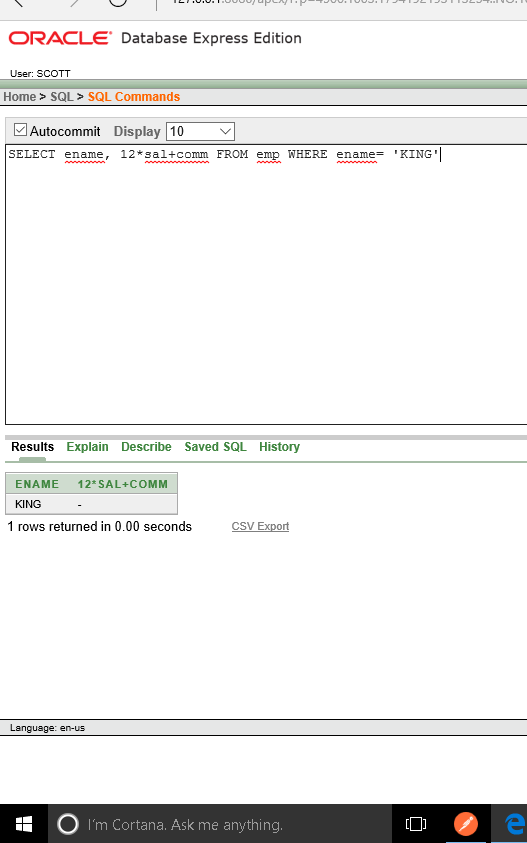 ORACLE® Database Express Edition
User: SCOTT
Home > SQL > SQL Commands
Autocommit Display 10
SELECT ename, 12*sal+comm FROM emp WHERE ename= 'KING'
Results Explain Describe Saved SQL History
ENAME 12*SAL+COMM
KING -
1 rows returned in 0.00 seconds CSV Export
Language: en-us
I'm Cortana. Ask me anything.